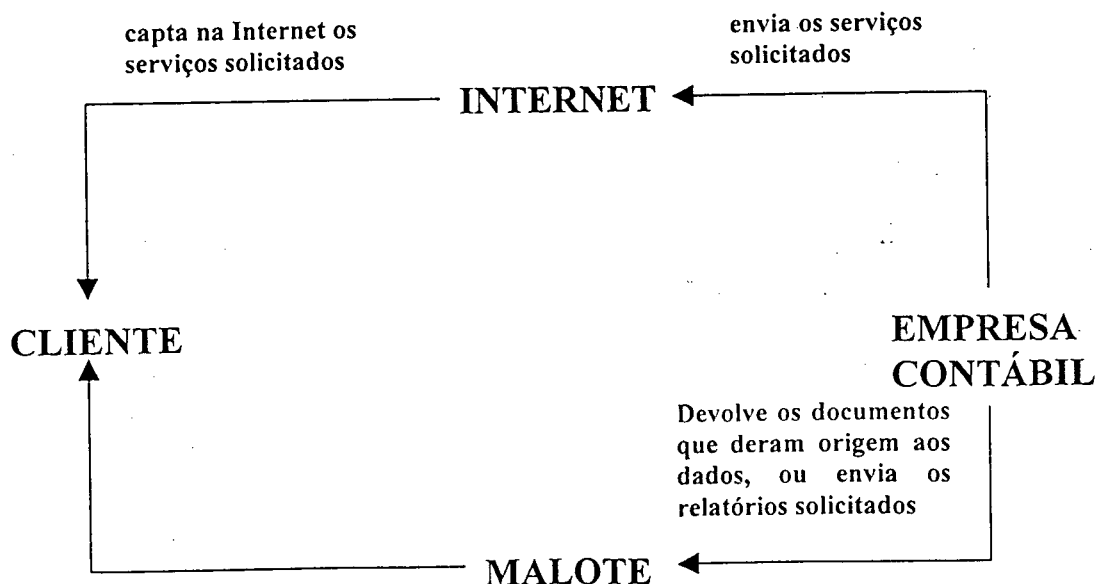 capta na Internet os
serviços solicitados
envia os serviços
solicitados
INTERNET
CLIENTE
EMPRESA
CONTÁBIL
Devolve os documentos
que deram origem aos
dados, ou envia os
relatórios solicitados
MALOTE